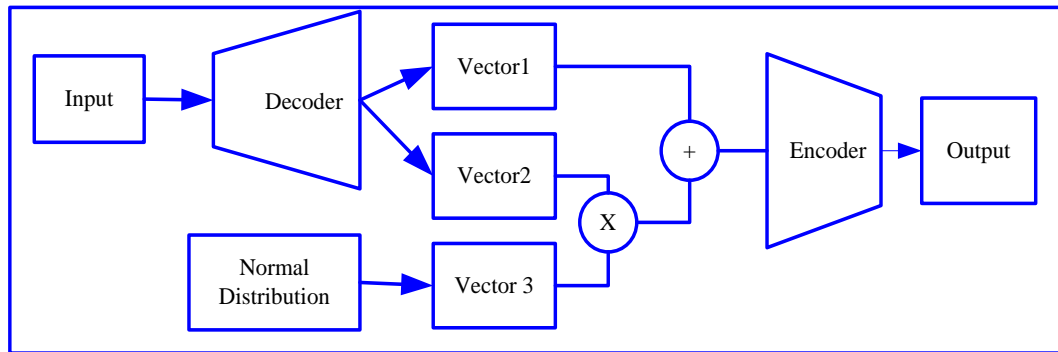 Input
Decoder
Vector1
Vector2
Normal
Distribution
Vector 3
X
+
Encoder
Output